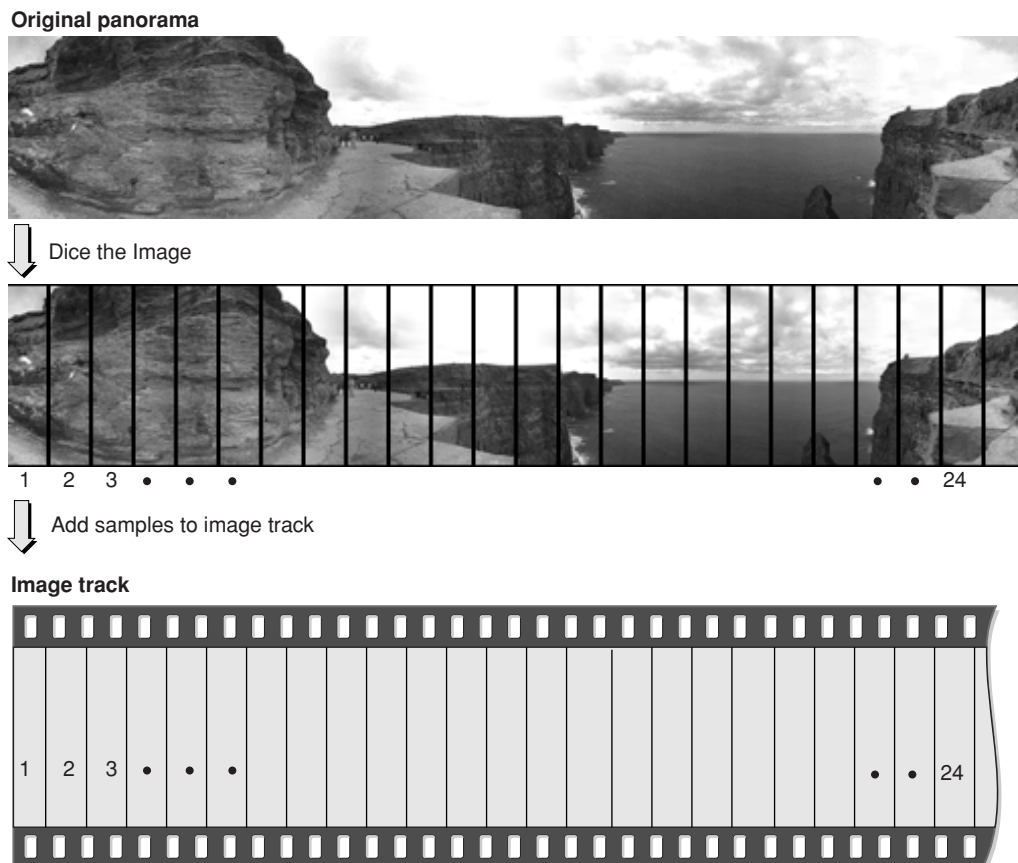 Original panorama
Dice the Image
1 2 3 • • • • • 24
Add samples to image track
Image track
1 2 3 • • • • • 24